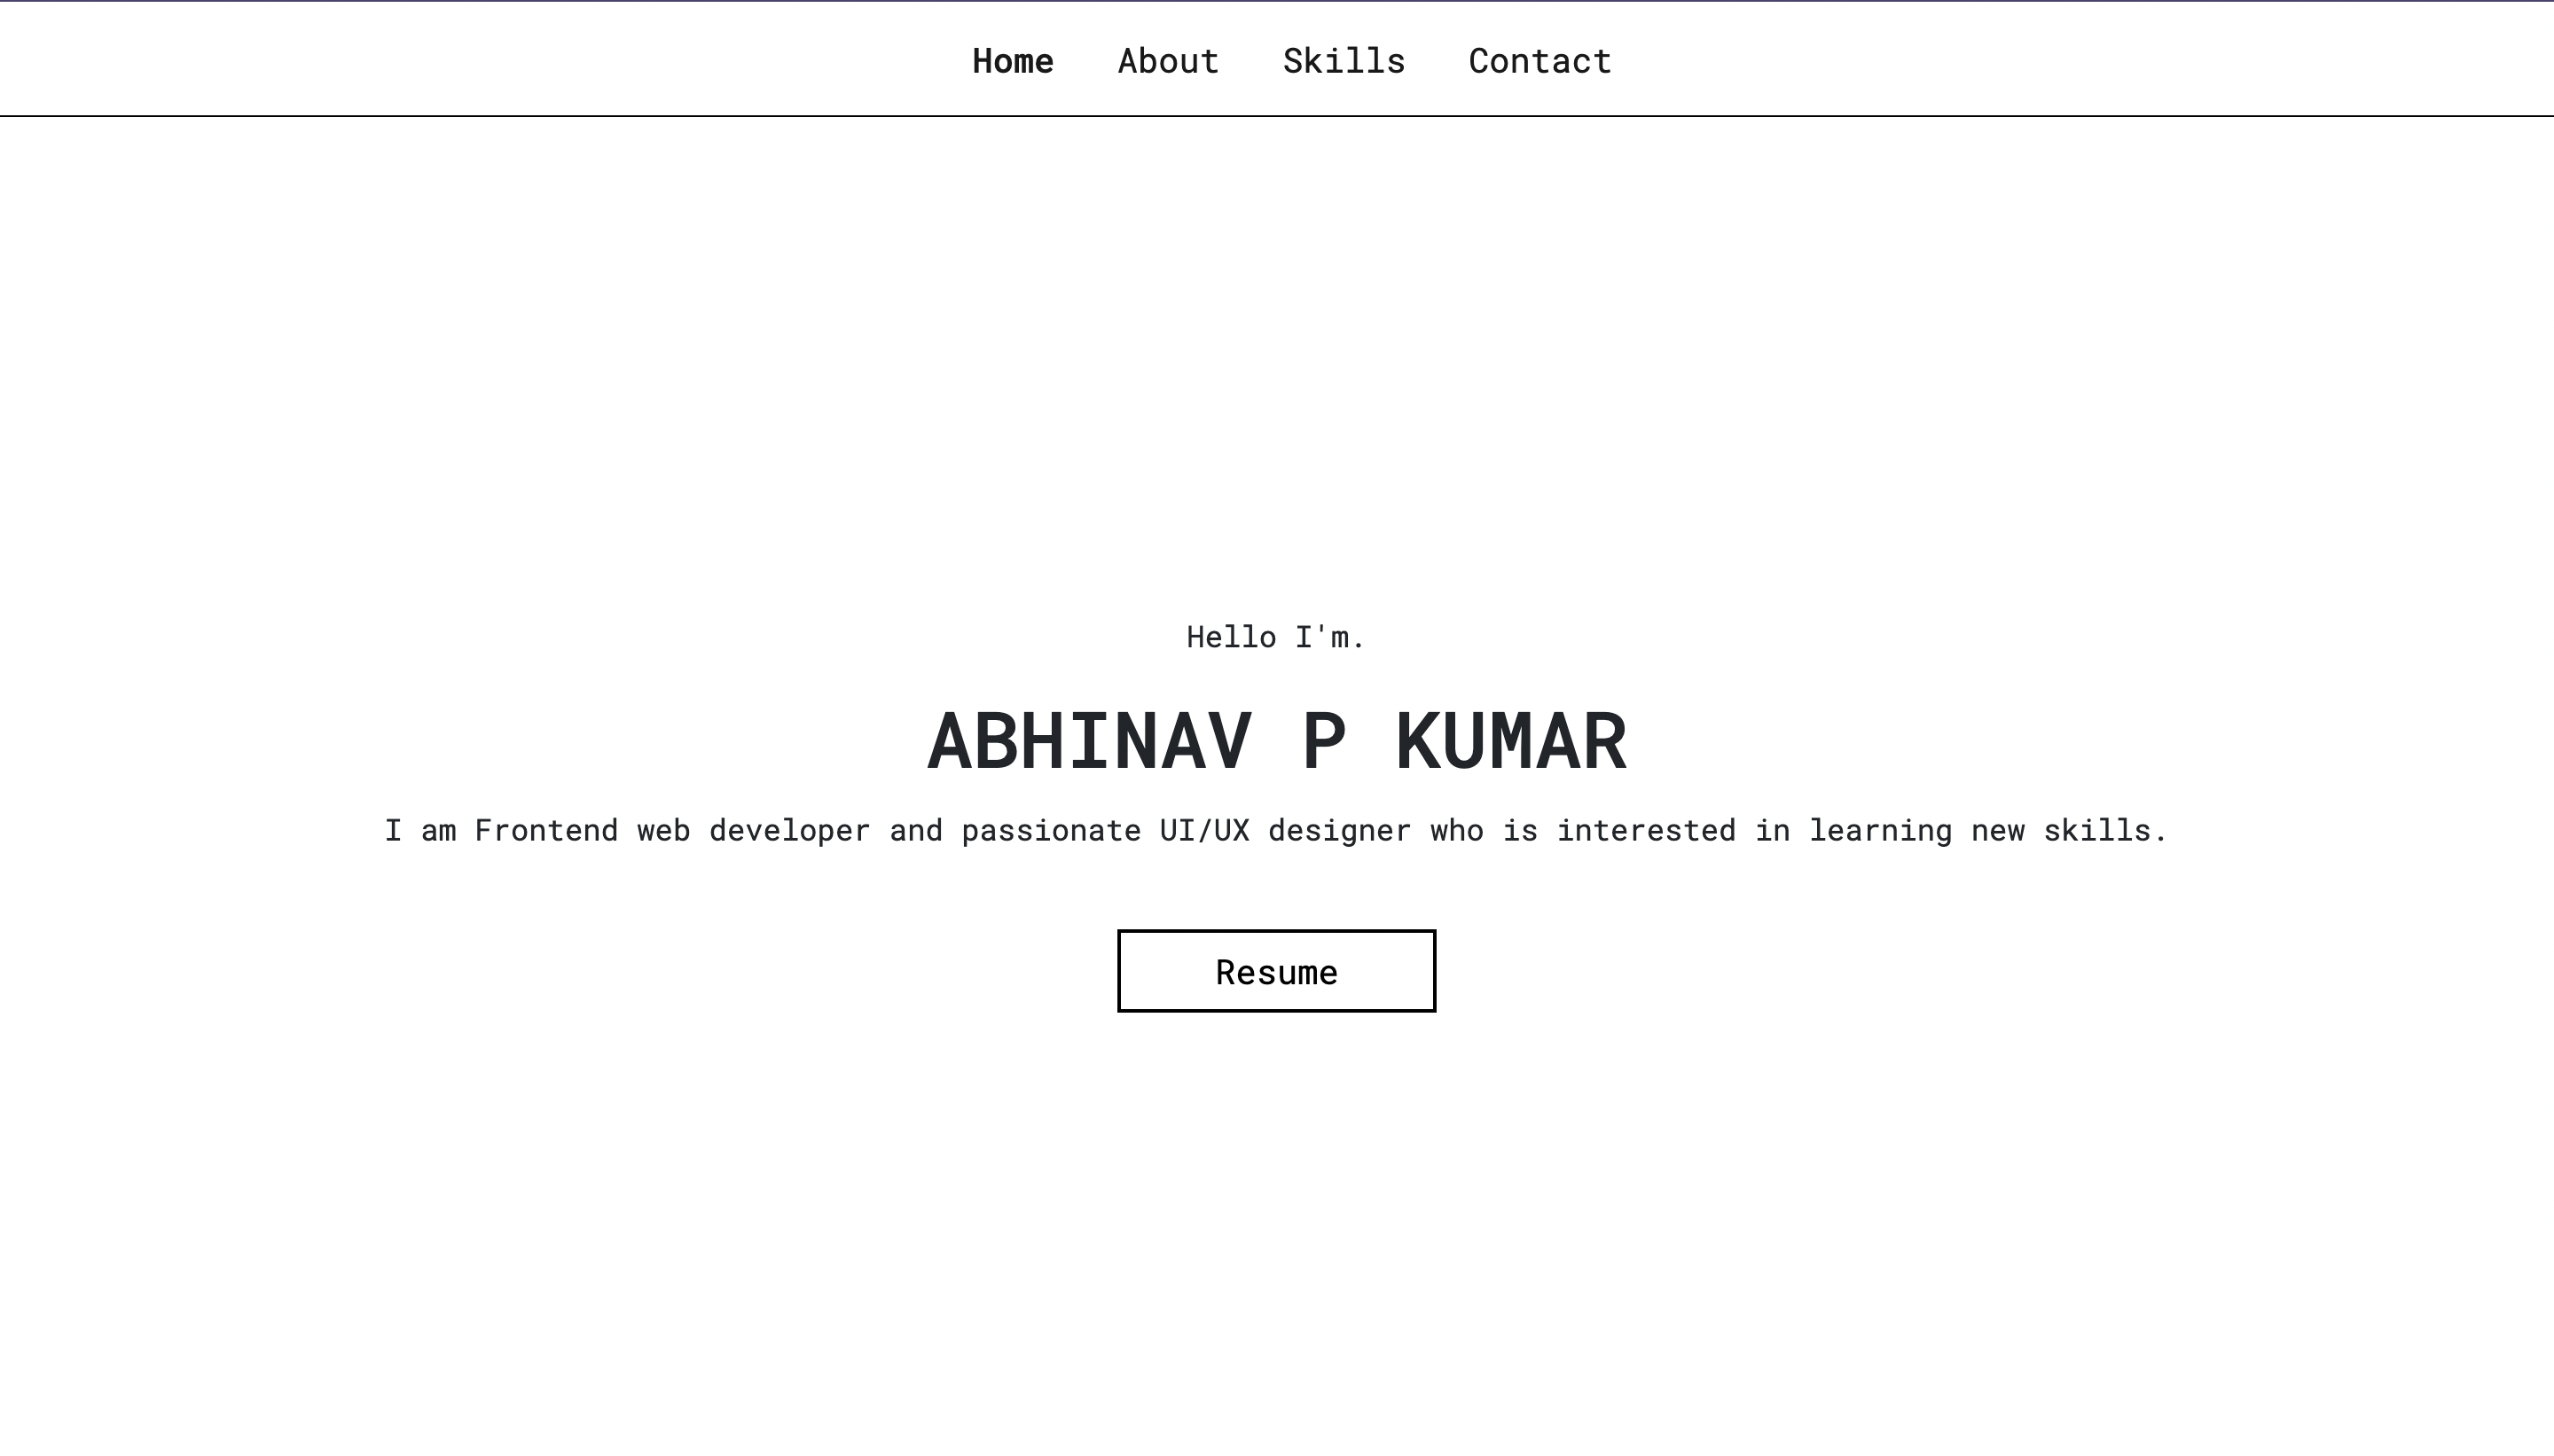 Home About Skills Contact
Hello I'm.
ABHINAV P KUMAR
I am Frontend web developer and passionate UI/UX designer who is interested in learning new skills.
Resume